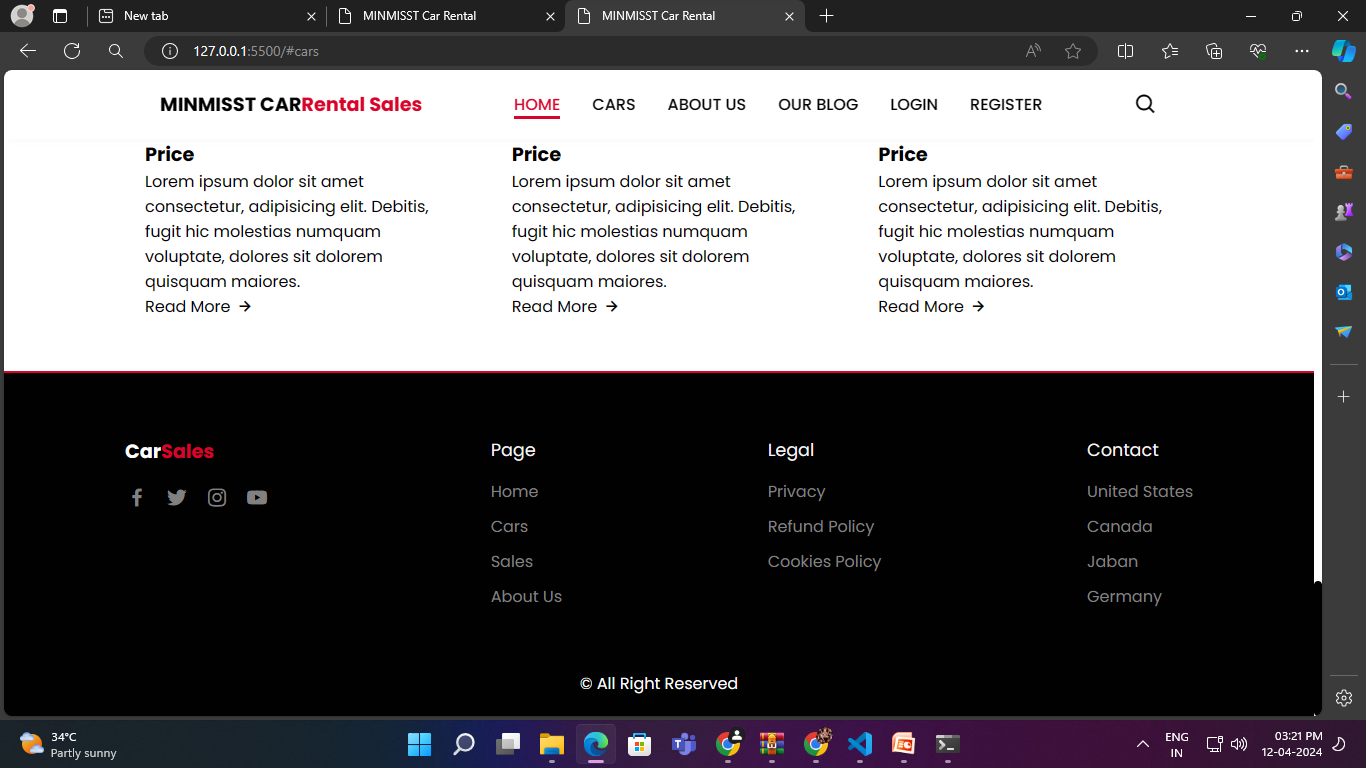 New tab
MINMISST Car Rental
MINMISST Car Rental
127.0.0.1:5500/#cars
MINMISST CARRental Sales
HOME
CARS
ABOUT US
OUR BLOG
LOGIN
REGISTER
Price
Lorem ipsum dolor sit amet
consectetur, adipisicing elit. Debitis,
fugit hic molestias numquam
voluptate, dolores sit dolorem
quisquam maiores.
Read More →
Price
Lorem ipsum dolor sit amet
consectetur, adipisicing elit. Debitis,
fugit hic molestias numquam
voluptate, dolores sit dolorem
quisquam maiores.
Read More →
Price
Lorem ipsum dolor sit amet
consectetur, adipisicing elit. Debitis,
fugit hic molestias numquam
voluptate, dolores sit dolorem
quisquam maiores.
Read More →
CarSales
Page
Home
Cars
Sales
About Us
Legal
Privacy
Refund Policy
Cookies Policy
Contact
United States
Canada
Jaban
Germany
© All Right Reserved
34°C
Partly sunny
ENG
IN
03:21 PM
12-04-2024